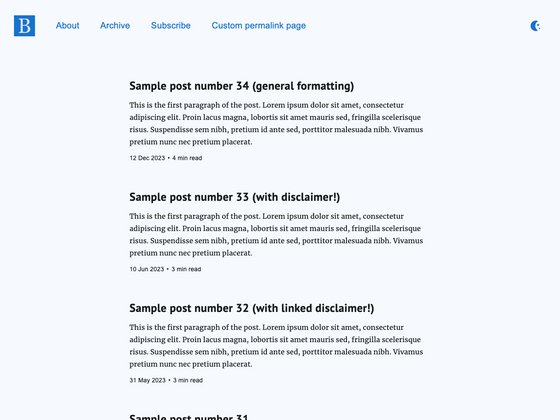 B About Archive Subscribe Custom permalink page
Sample post number 34 (general formatting)
This is the first paragraph of the post. Lorem ipsum dolor sit amet, consectetur
adipiscing elit. Proin lacus magna, lobortis sit amet mauris sed, fringilla scelerisque
risus. Suspendisse sem nibh, pretium id ante sed, porttitor malesuada nibh. Vivamus
pretium nunc nec pretium placerat.
12 Dec 2023 • 4 min read
Sample post number 33 (with disclaimer!)
This is the first paragraph of the post. Lorem ipsum dolor sit amet, consectetur
adipiscing elit. Proin lacus magna, lobortis sit amet mauris sed, fringilla scelerisque
risus. Suspendisse sem nibh, pretium id ante sed, porttitor malesuada nibh. Vivamus
pretium nunc nec pretium placerat.
10 Jun 2023 • 3 min read
Sample post number 32 (with linked disclaimer!)
This is the first paragraph of the post. Lorem ipsum dolor sit amet, consectetur
adipiscing elit. Proin lacus magna, lobortis sit amet mauris sed, fringilla scelerisque
risus. Suspendisse sem nibh, pretium id ante sed, porttitor malesuada nibh. Vivamus
pretium nunc nec pretium placerat.
31 May 2023 • 3 min read
Sample post number 31